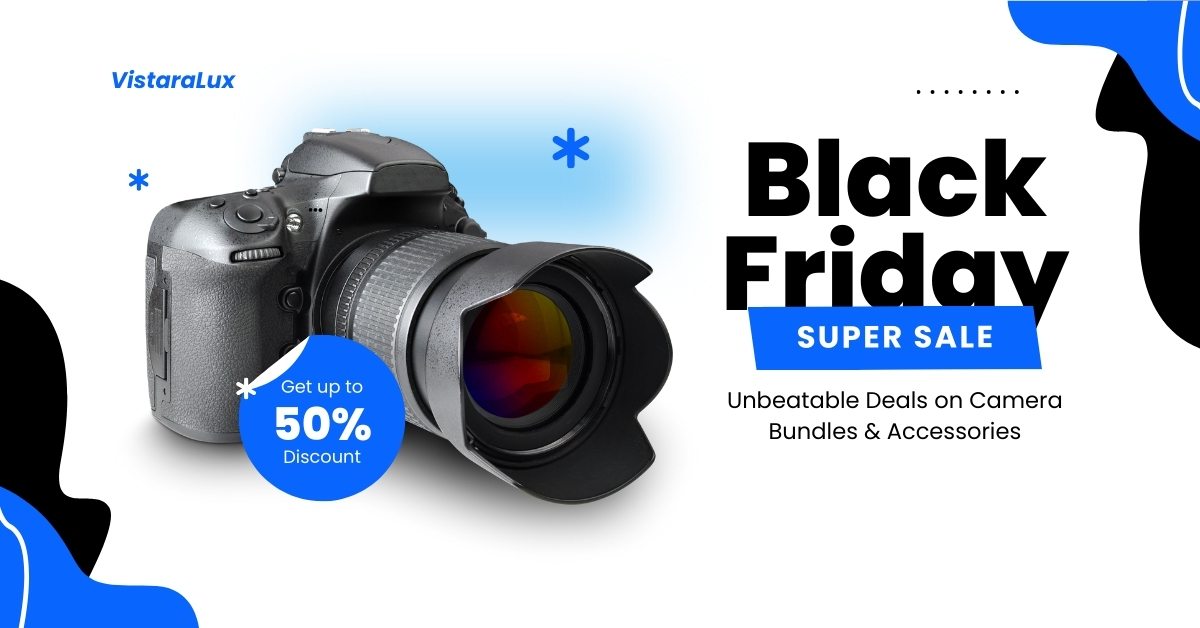 VistaraLux
Black
Friday
SUPER SALE
Unbeatable Deals on Camera
Bundles & Accessories
Get up to
50%
Discount